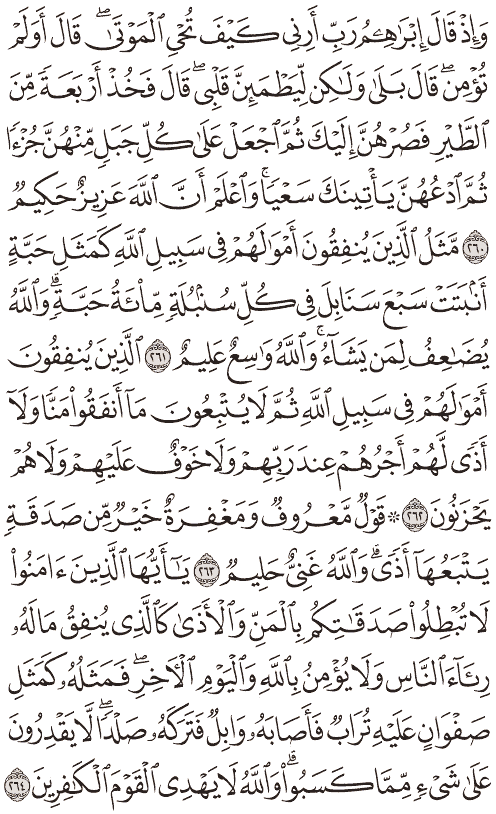 وَإِذۡ قَالَ إِبۡرَٰهِـۧمُ رَبِّ أَرِنِي كَيۡفَ تُحۡيِ ٱلۡمَوۡتَىٰۖ قَالَ أَوَلَمۡ
تُؤۡمِنۖ قَالَ بَلَىٰ وَلَٰكِن لِّيَطۡمَئِنَّ قَلۡبِيۖ قَالَ فَخُذۡ أَرۡبَعَةٗ مِّنَ
ٱلطَّيۡرِ فَصُرۡهُنَّ إِلَيۡكَ ثُمَّ ٱجۡعَلۡ عَلَىٰ كُلِّ جَبَلٖ مِّنۡهُنَّ جُزۡءٗا
ثُمَّ ٱدۡعُهُنَّ يَأۡتِينَكَ سَعۡيٗاۚ وَٱعۡلَمۡ أَنَّ ٱللَّهَ عَزِيزٌ حَكِيمٞ
٢٦٠ مَّثَلُ ٱلَّذِينَ يُنفِقُونَ أَمۡوَٰلَهُمۡ فِي سَبِيلِ ٱللَّهِ كَمَثَلِ حَبَّةٍ
أَنۢبَتَتۡ سَبۡعَ سَنَابِلَ فِي كُلِّ سُنۢبُلَةٖ مِّاْئَةُ حَبَّةٖۗ وَٱللَّهُ
يُضَٰعِفُ لِمَن يَشَآءُۚ وَٱللَّهُ وَٰسِعٌ عَلِيمٌ ٢٦١ ٱلَّذِينَ يُنفِقُونَ
أَمۡوَٰلَهُمۡ فِي سَبِيلِ ٱللَّهِ ثُمَّ لَا يُتۡبِعُونَ مَآ أَنفَقُواْ مَنّٗا وَلَآ
أَذٗى لَّهُمۡ أَجۡرُهُمۡ عِندَ رَبِّهِمۡ وَلَا خَوۡفٌ عَلَيۡهِمۡ وَلَا هُمۡ
يَحۡزَنُونَ ٢٦٢ ۞ قَوۡلٞ مَّعۡرُوفٞ وَمَغۡفِرَةٌ خَيۡرٞ مِّن صَدَقَةٖ
يَتۡبَعُهَآ أَذٗىۗ وَٱللَّهُ غَنِيٌّ حَلِيمٞ ٢٦٣ يَٰٓأَيُّهَا ٱلَّذِينَ ءَامَنُواْ
لَا تُبۡطِلُواْ صَدَقَٰتِكُم بِٱلۡمَنِّ وَٱلۡأَذَىٰ كَٱلَّذِي يُنفِقُ مَالَهُۥ
رِئَآءَ ٱلنَّاسِ وَلَا يُؤۡمِنُ بِٱللَّهِ وَٱلۡيَوۡمِ ٱلۡأٓخِرِۖ فَمَثَلُهُۥ كَمَثَلِ
صَفۡوَانٍ عَلَيۡهِ تُرَابٞ فَأَصَابَهُۥ وَابِلٞ فَتَرَكَهُۥ صَلۡدٗاۖ لَّا يَقۡدِرُونَ
عَلَىٰ شَيۡءٖ مِّمَّا كَسَبُواْۗ وَٱللَّهُ لَا يَهۡدِي ٱلۡقَوۡمَ ٱلۡكَٰفِرِينَ ٢٦٤